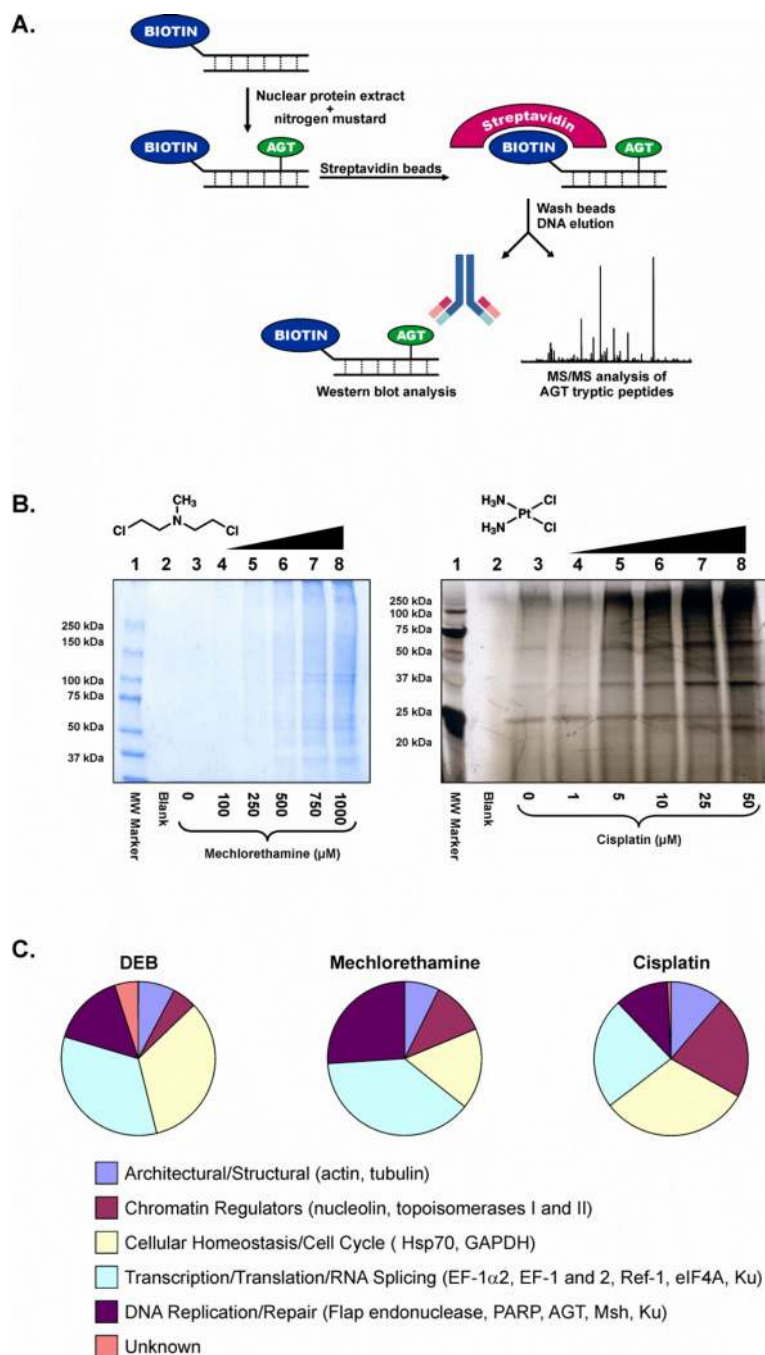 A.
BIOTIN
Nuclear protein extract
+
nitrogen mustard
BIOTIN
AGT
Streptavidin beads
Streptavidin
BIOTIN
AGT
Wash beads
DNA elution
BIOTIN
AGT
Western blot analysis
MS/MS analysis of
AGT tryptic peptides
B.
CH3
Cl
N
Cl
1 2 3 4 5 6 7 8
250 kDa
150 kDa
100 kDa
75 kDa
50 kDa
37 kDa
MW Marker
Blank
0
100
250
500
750
1000
Mechlorethamine (µM)
H3N
Cl
Pt
H3N
Cl
1 2 3 4 5 6 7 8
250 kDa
100 kDa
75 kDa
50 kDa
37 kDa
25 kDa
20 kDa
MW Marker
Blank
0
1
5
10
25
50
Cisplatin (µM)
C.
DEB
Mechlorethamine
Cisplatin
Architectural/Structural (actin, tubulin)
Chromatin Regulators (nucleolin, topoisomerases I and II)
Cellular Homeostasis/Cell Cycle ( Hsp70, GAPDH)
Transcription/Translation/RNA Splicing (EF-1α2, EF-1 and 2, Ref-1, eIF4A, Ku)
DNA Replication/Repair (Flap endonuclease, PARP, AGT, Msh, Ku)
Unknown